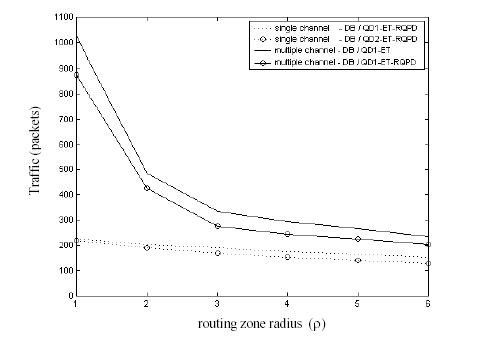 1100
1000
900
800
700
600
500
400
300
200
100
0
1 2 3 4 5 6
Traffic (packets)
routing zone radius (ρ)
single channel - DB / QD1-ET-RQPD
single channel - DB / QD2-ET-RQPD
multiple channel - DB / QD1-ET
multiple channel - DB / QD1-ET-RQPD